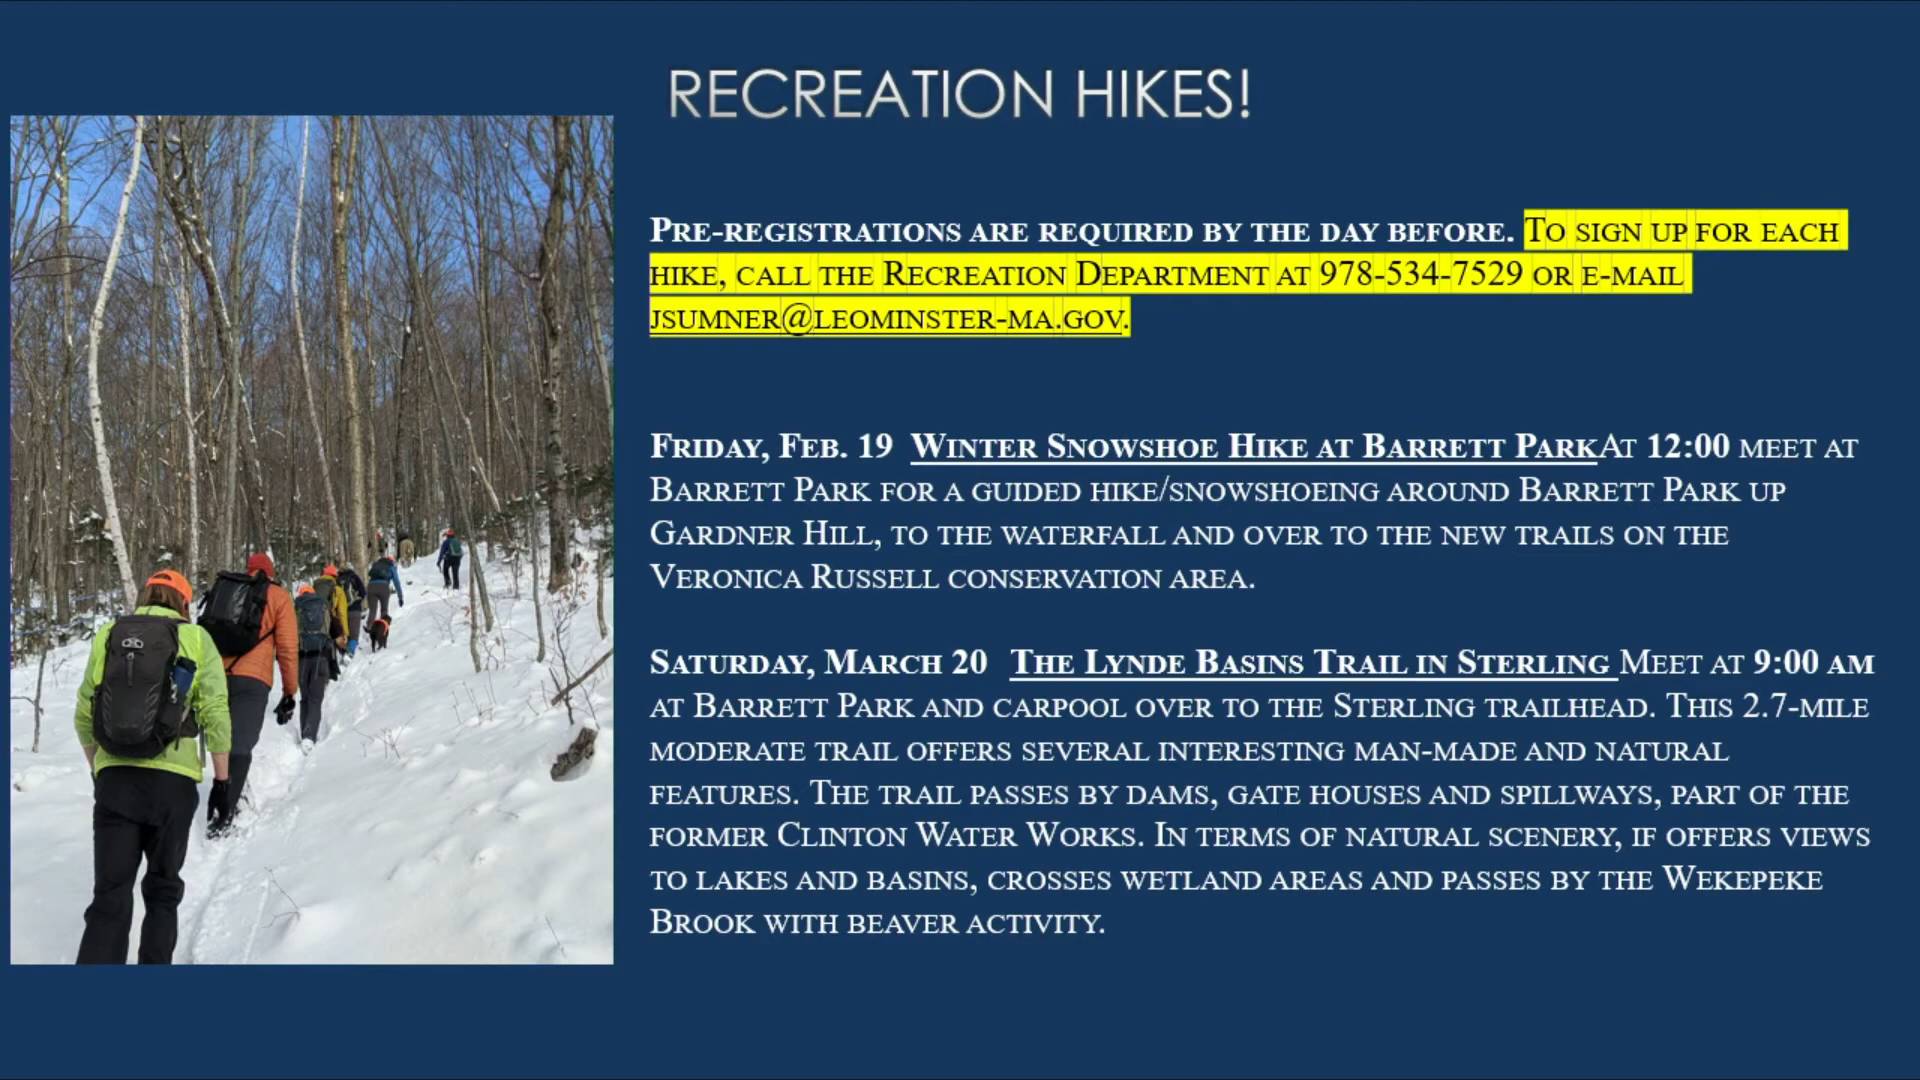 RECREATION HIKES!
Pre-registrations are required by the day before. To sign up for each
hike, call the Recreation Department at 978-534-7529 or e-mail
jsumner@leominster-ma.gov.
Friday, Feb. 19 Winter Snowshoe Hike at Barrett ParkAt 12:00 meet at
Barrett Park for a guided hike/snowshoeing around Barrett Park up
Gardner Hill, to the waterfall and over to the new trails on the
Veronica Russell conservation area.
Saturday, March 20 The Lynde Basins Trail in Sterling Meet at 9:00 am
at Barrett Park and carpool over to the Sterling trailhead. This 2.7-mile
moderate trail offers several interesting man-made and natural
features. The trail passes by dams, gate houses and spillways, part of the
former Clinton Water Works. In terms of natural scenery, if offers views
to lakes and basins, crosses wetland areas and passes by the Wekepeke
Brook with beaver activity.